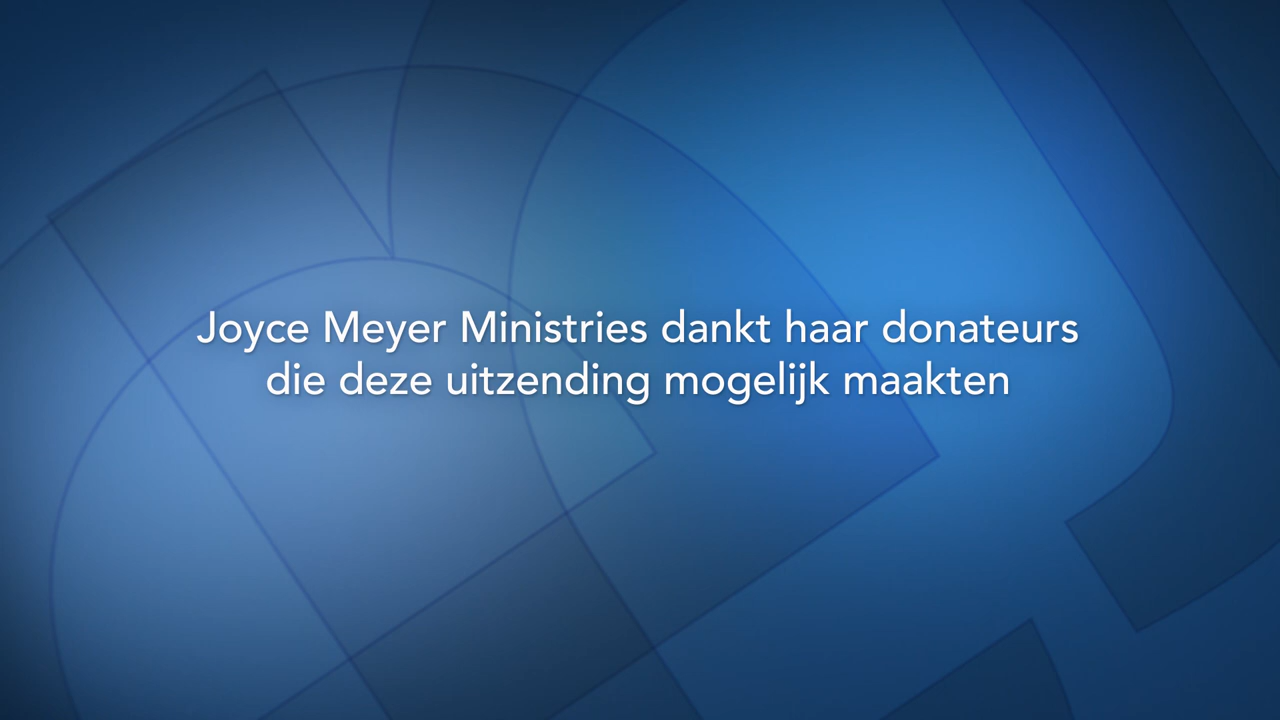 Joyce Meyer Ministries dankt haar donateurs
die deze uitzending mogelijk maakten